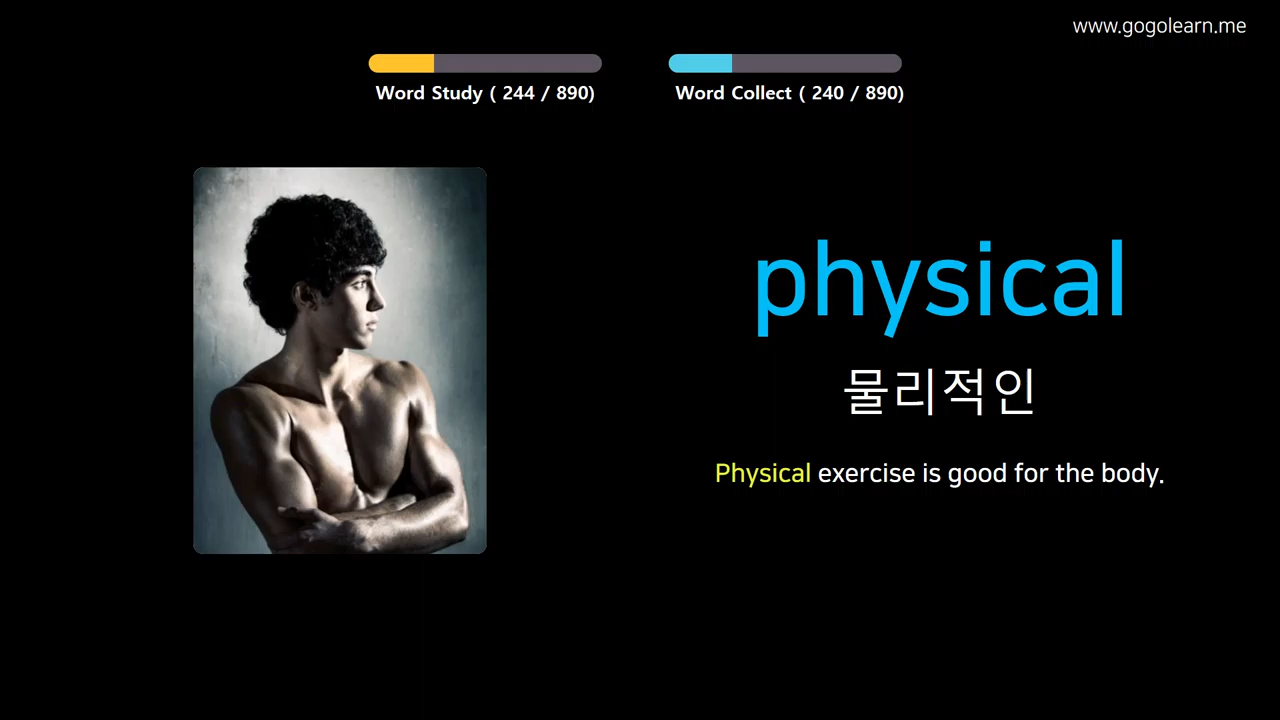 www.gogolearn.me
Word Study ( 244 / 890)
Word Collect ( 240 / 890)
physical
물리적인
Physical exercise is good for the body.